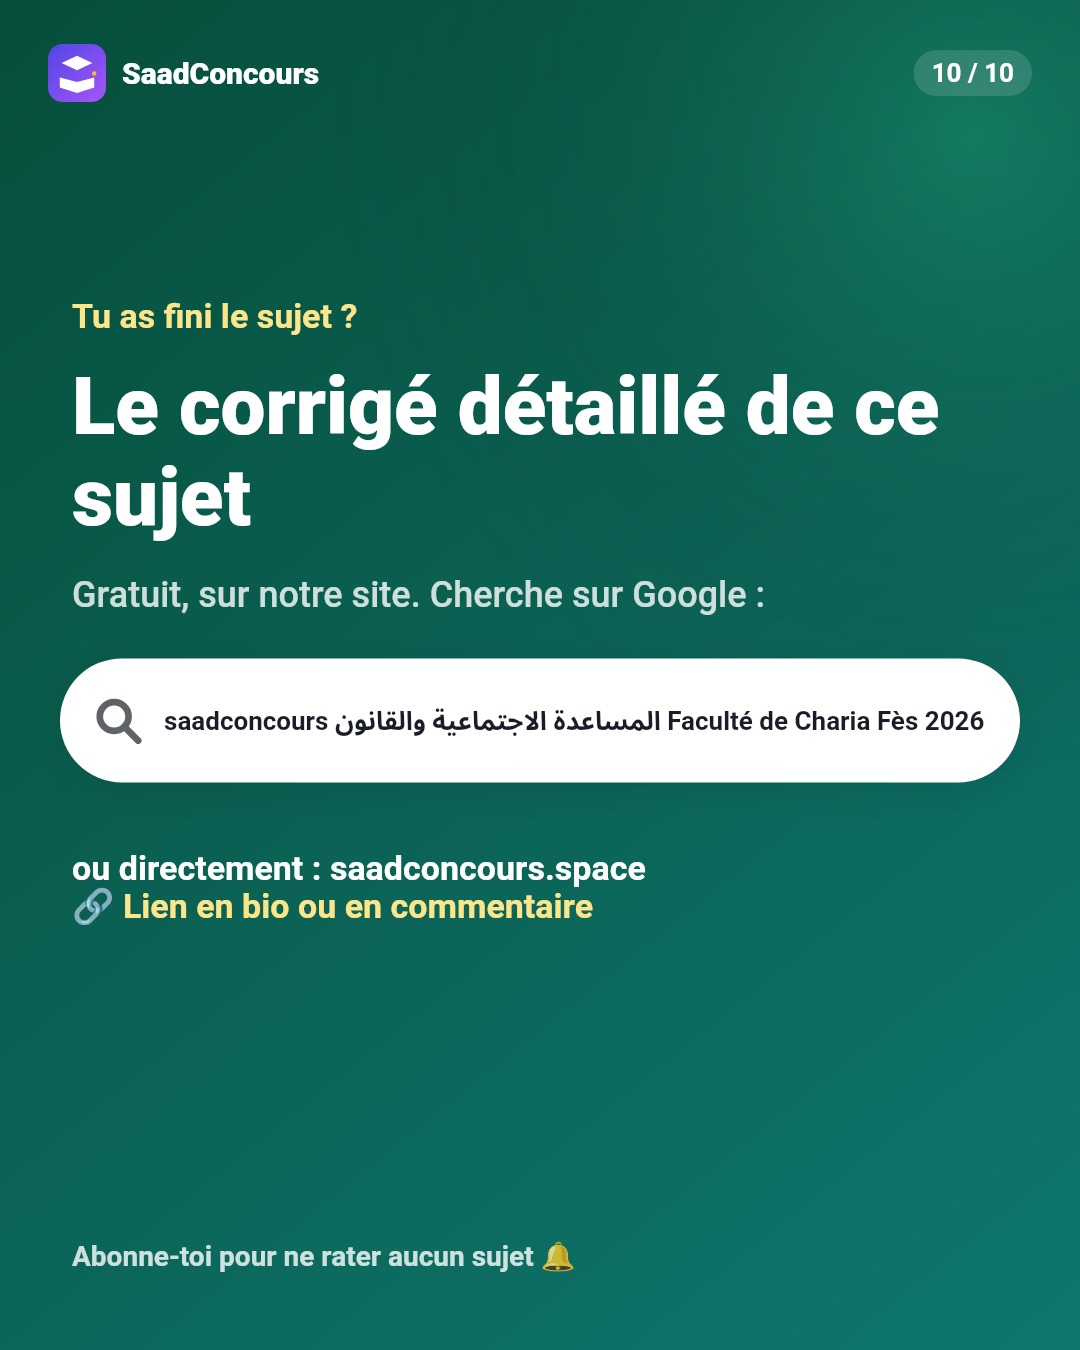 SaadConcours
10 / 10
Tu as fini le sujet ?
Le corrigé détaillé de ce
sujet
Gratuit, sur notre site. Cherche sur Google :
saadconcours المساعدة الاجتماعية والقانون Faculté de Charia Fès 2026
ou directement : saadconcours.space
🔗 Lien en bio ou en commentaire
Abonne-toi pour ne rater aucun sujet 🔔